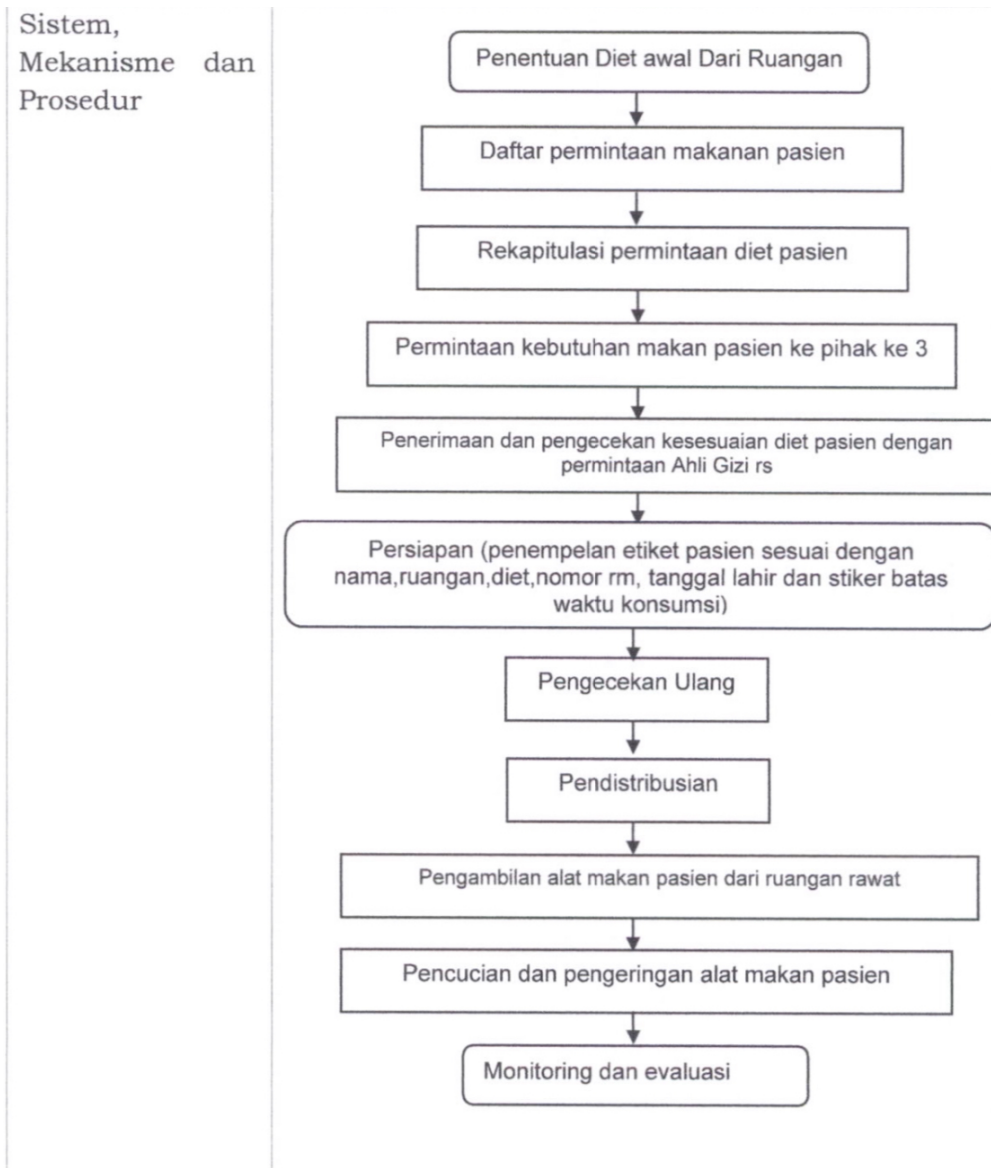 Sistem,
Mekanisme dan
Prosedur
Penentuan Diet awal Dari Ruangan
Daftar permintaan makanan pasien
Rekapitulasi permintaan diet pasien
Permintaan kebutuhan makan pasien ke pihak ke 3
Penerimaan dan pengecekan kesesuaian diet pasien dengan
permintaan Ahli Gizi rs
Persiapan (penempelan etiket pasien sesuai dengan
nama,ruangan,diet,nomor rm, tanggal lahir dan stiker batas
waktu konsumsi)
Pengecekan Ulang
Pendistribusian
Pengambilan alat makan pasien dari ruangan rawat
Pencucian dan pengeringan alat makan pasien
Monitoring dan evaluasi